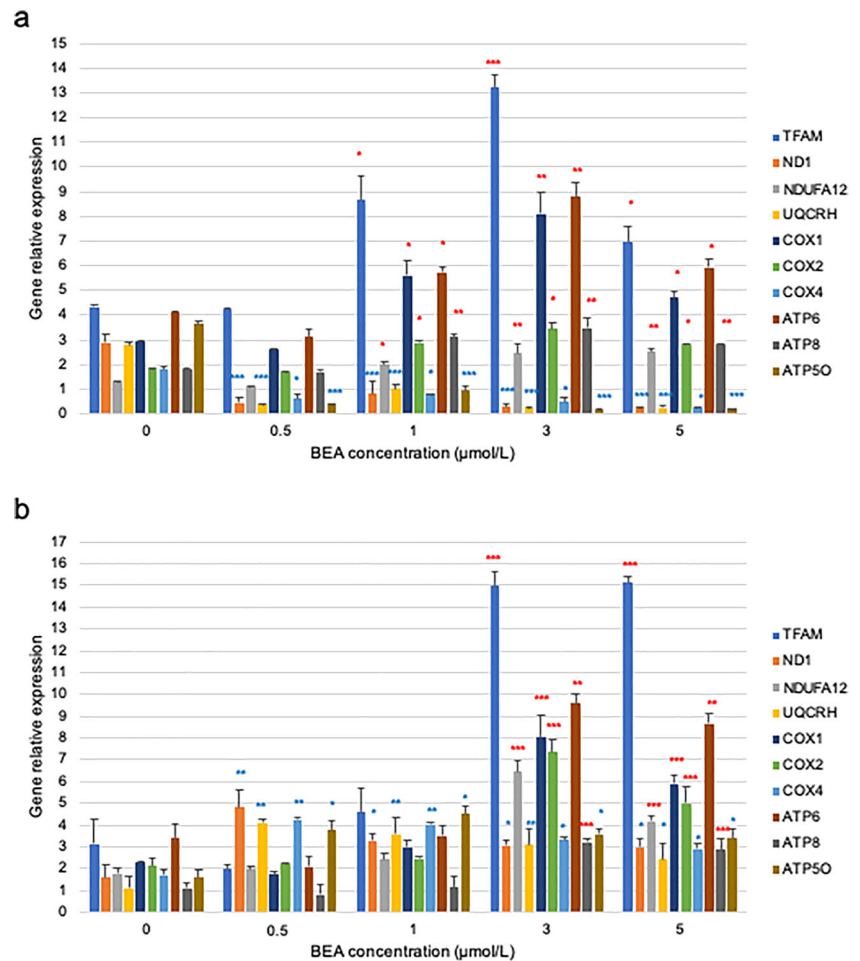 a
15
14
13
12
11
10
9
8
7
6
5
4
3
2
1
0
Gene relative expression
0 0.5 1 3 5
BEA concentration (µmol/L)
TFAM
ND1
NDUFA12
UQCRH
COX1
COX2
COX4
ATP6
ATP8
ATP5O
b
17
16
15
14
13
12
11
10
9
8
7
6
5
4
3
2
1
0
Gene relative expression
0 0.5 1 3 5
BEA concentration (µmol/L)
TFAM
ND1
NDUFA12
UQCRH
COX1
COX2
COX4
ATP6
ATP8
ATP5O